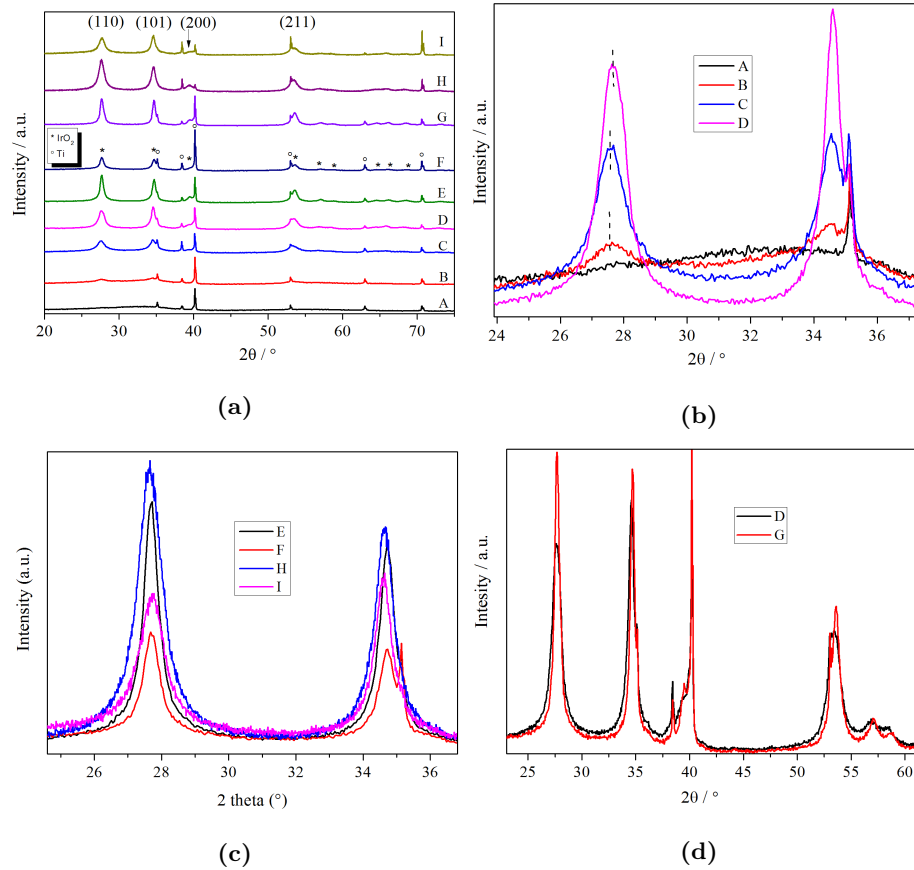 (110) (101) (200) (211)
I
H
G
* IrO2
° Ti
F
E
D
C
B
A
Intensity / a.u.
20 30 40 50 60 70
2θ / °
(a)
A
B
C
D
Intensity / a.u.
24 26 28 30 32 34 36
2θ / °
(b)
E
F
H
I
Intensity (a.u.)
26 28 30 32 34 36
2 theta (°)
(c)
D
G
Intesity / a.u.
25 30 35 40 45 50 55 60
2θ / °
(d)